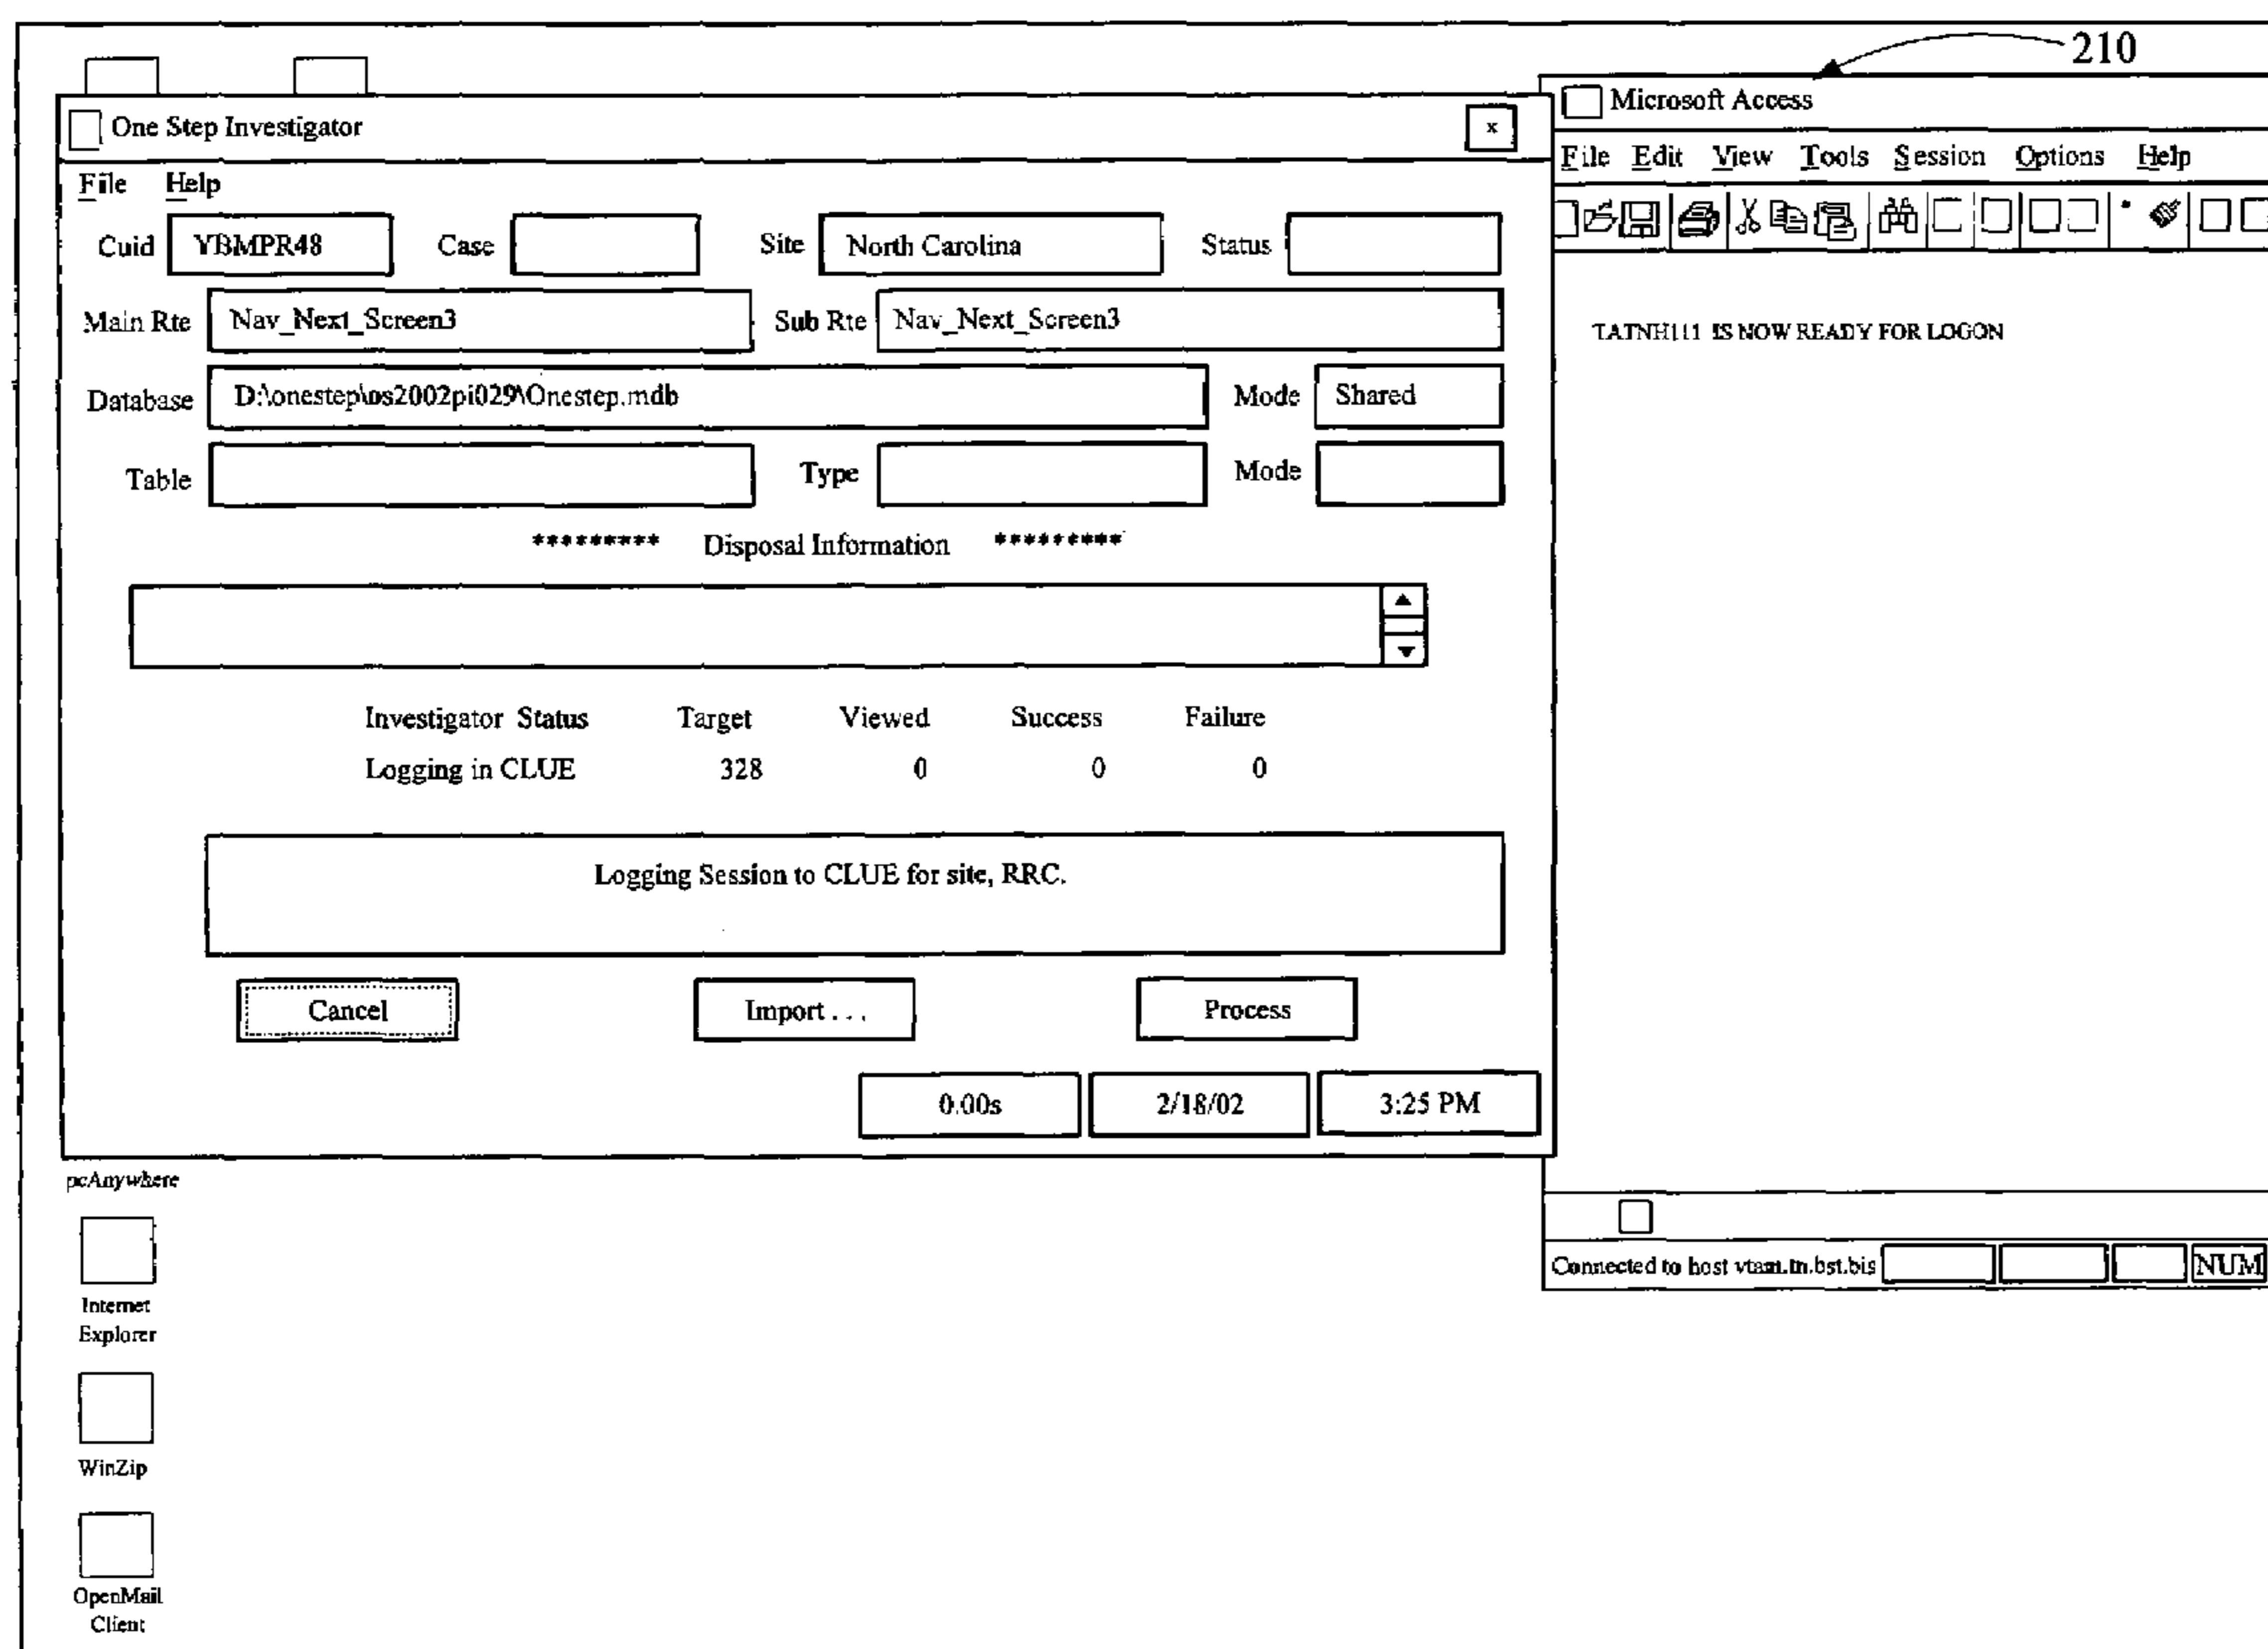 210
One Step Investigator
x
File Help
Cuid YBMPR48 Case Site North Carolina Status
Main Rte Nav_Next_Screen3 Sub Rte Nav_Next_Screen3
Database D:\onestep\os2002pi029\Onestep.mdb Mode Shared
Table Type Mode
********* Disposal Information *********
Investigator Status Target Viewed Success Failure
Logging in CLUE 328 0 0 0
Logging Session to CLUE for site, RRC.
Cancel Import . . . Process
0.00s 2/18/02 3:25 PM
Microsoft Access
File Edit View Tools Session Options Help
TATNH111 IS NOW READY FOR LOGON
Connected to host vtam.tn.bst.bis NUM
pcAnywhere
Internet
Explorer
WinZip
OpenMail
Client